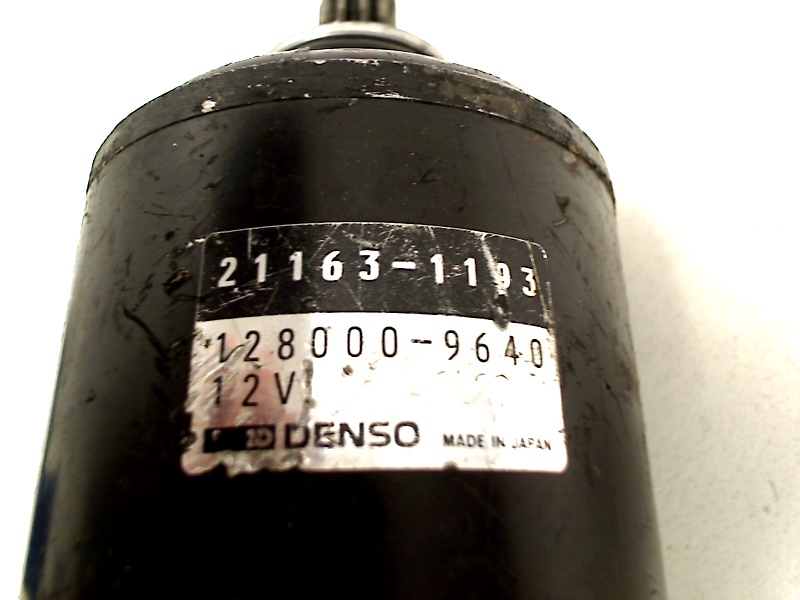 21163-1193
128000-9640
12V
DENSO MADE IN JAPAN